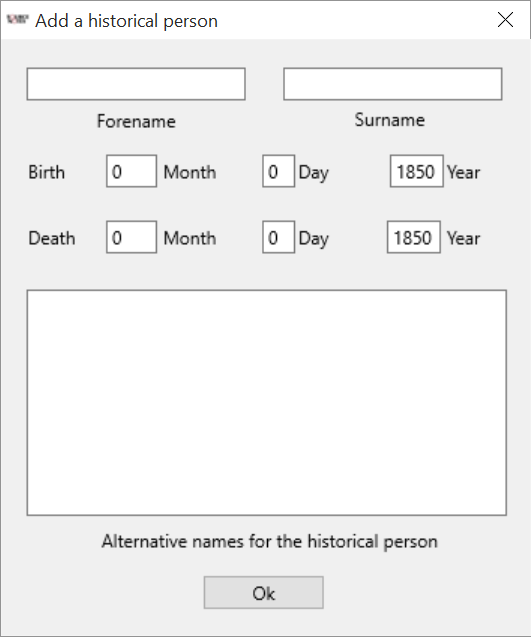 Add a historical person
Forename Surname
Birth 0 Month 0 Day 1850 Year
Death 0 Month 0 Day 1850 Year
Alternative names for the historical person
Ok